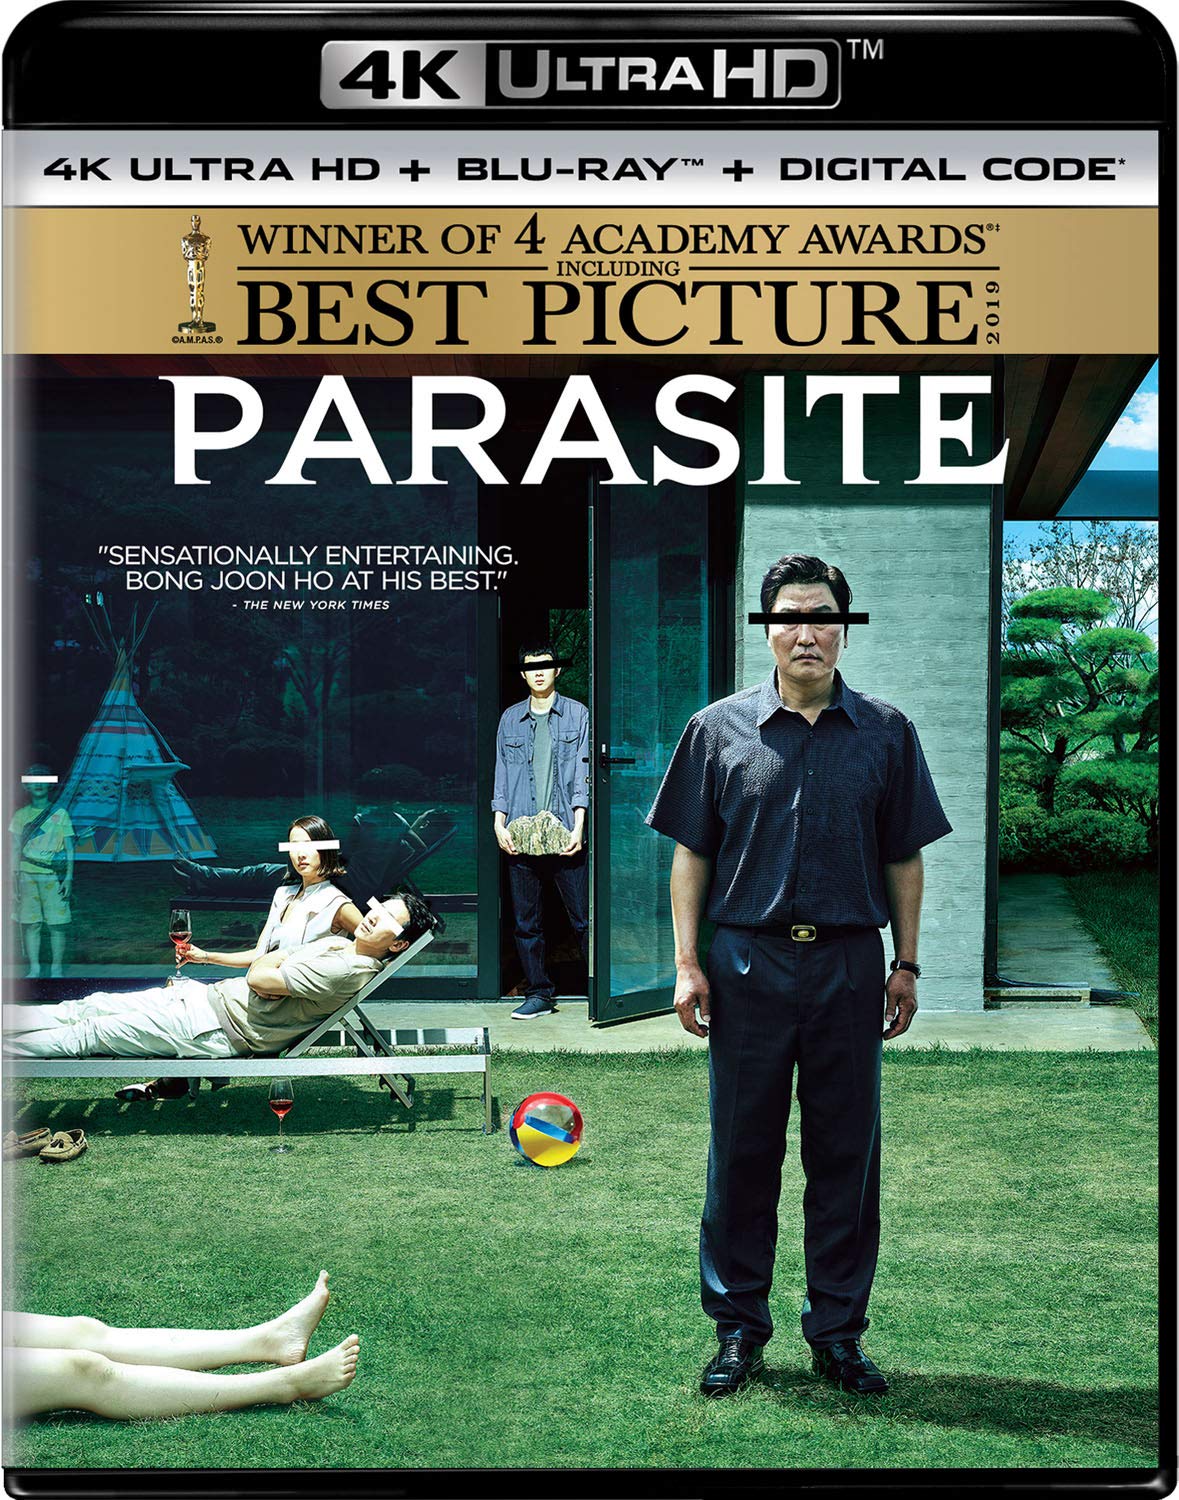 4K ULTRA HD™
4K ULTRA HD + BLU-RAY™ + DIGITAL CODE*
WINNER OF 4 ACADEMY AWARDS®‡
INCLUDING
BEST PICTURE 2019
©A.M.P.A.S.®
PARASITE
"SENSATIONALLY ENTERTAINING.
BONG JOON HO AT HIS BEST."
- THE NEW YORK TIMES